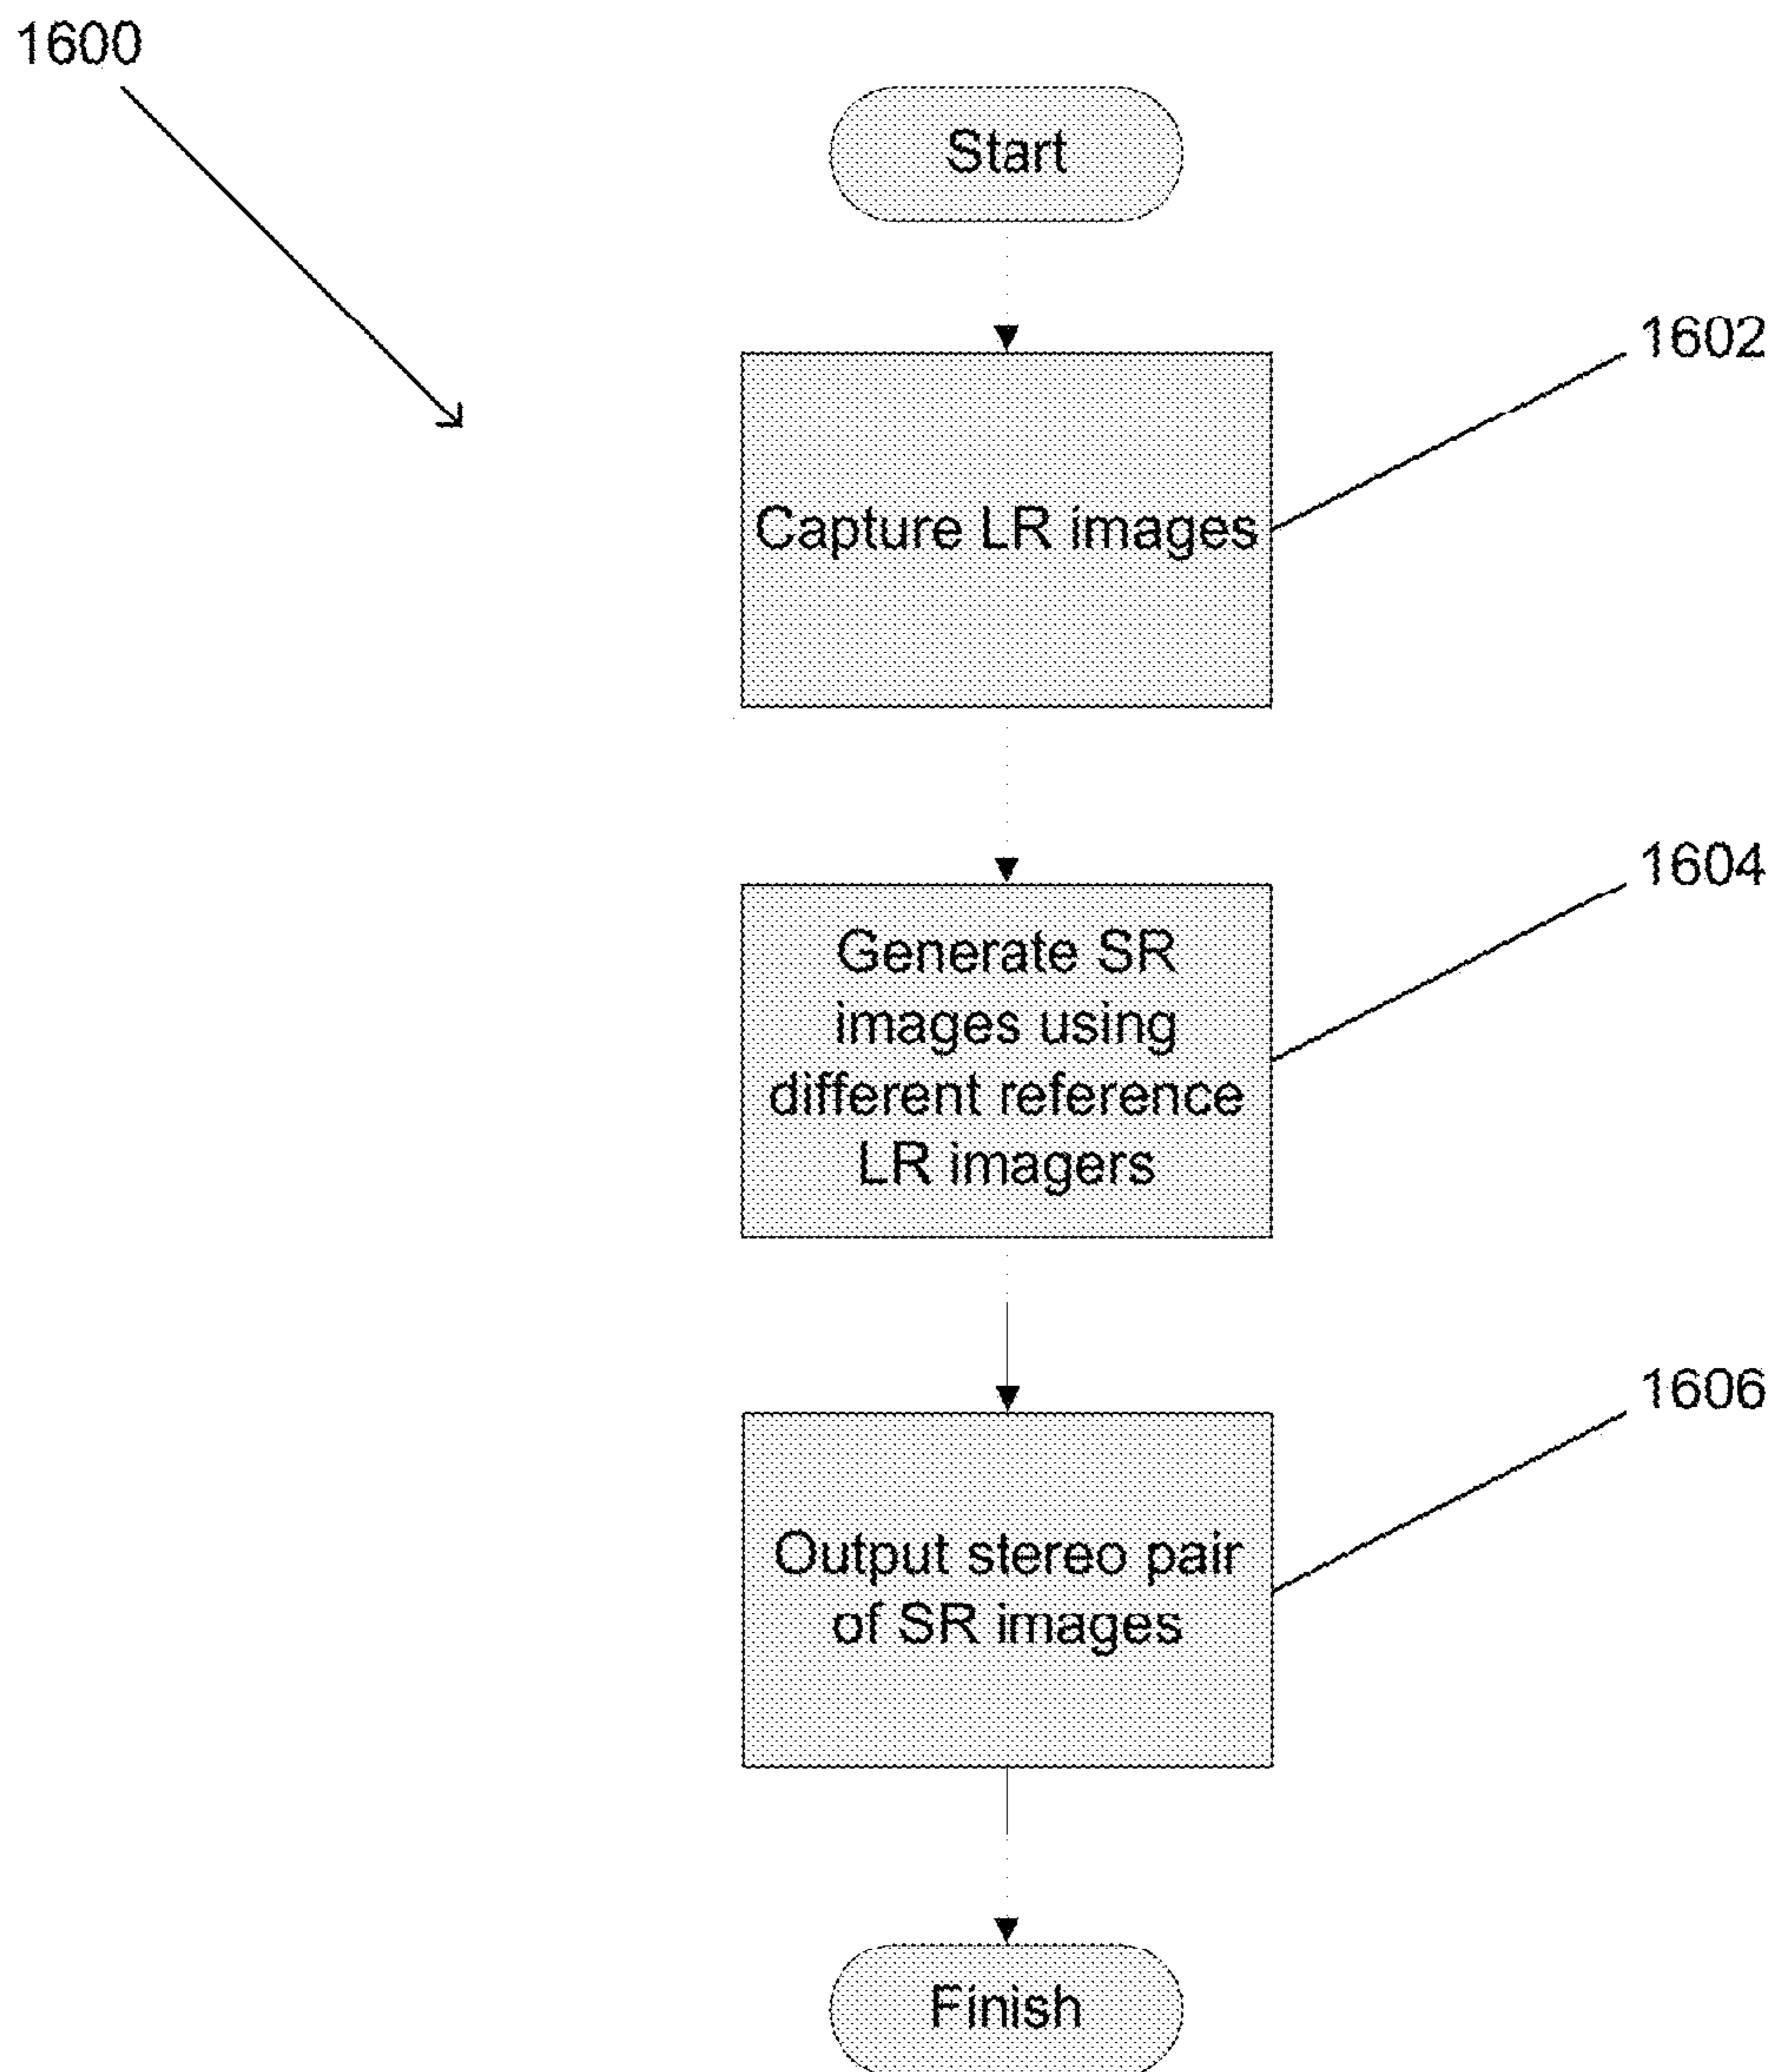 1600
Start
1602
Capture LR images
1604
Generate SR
images using
different reference
LR imagers
1606
Output stereo pair
of SR images
Finish